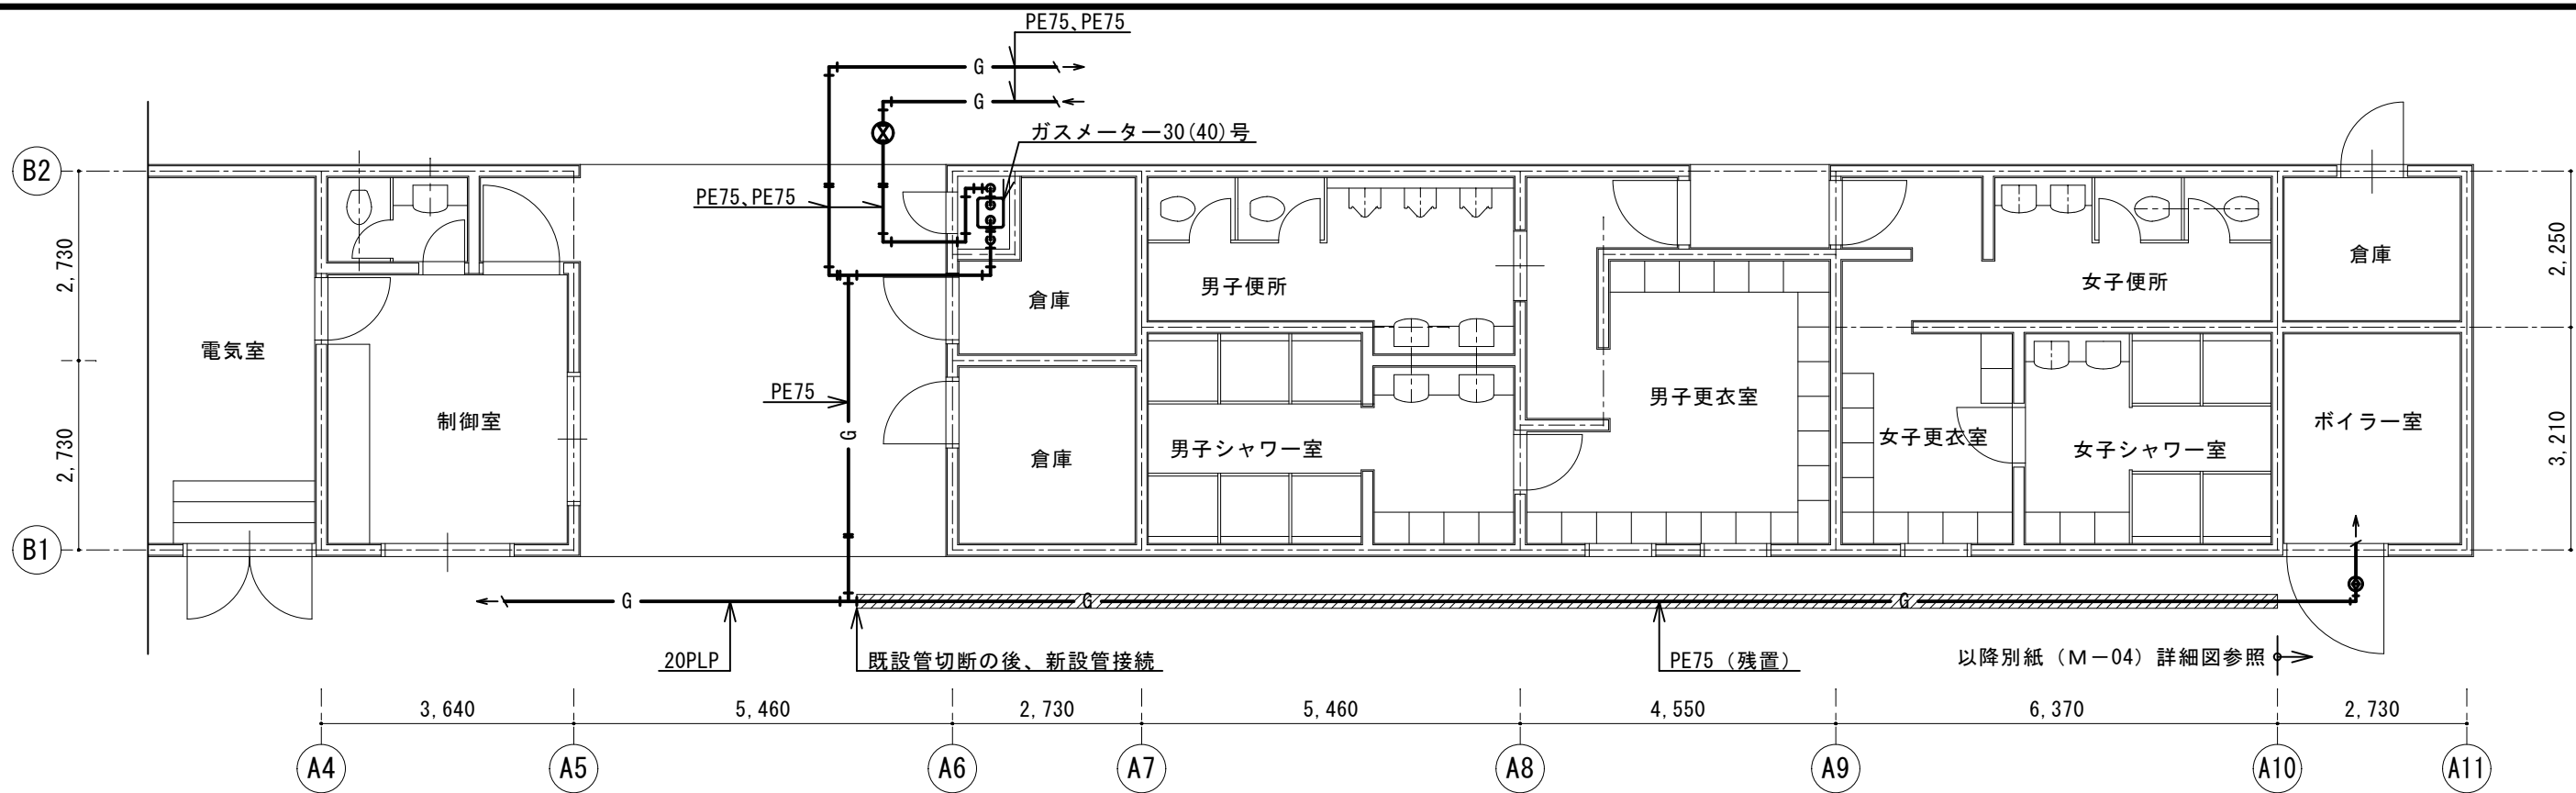 PE75、PE75
G
G
ガスメーター30(40)号
B2
PE75、PE75
2,730
2,250
倉庫
男子便所
女子便所
倉庫
電気室
PE75
制御室
G
男子更衣室
ボイラー室
2,730
倉庫
男子シャワー室
女子更衣室
女子シャワー室
3,210
B1
G
G
G
20PLP
既設管切断の後、新設管接続
PE75（残置）
以降別紙（M－04）詳細図参照
3,640
5,460
2,730
5,460
4,550
6,370
2,730
A4
A5
A6
A7
A8
A9
A10
A11